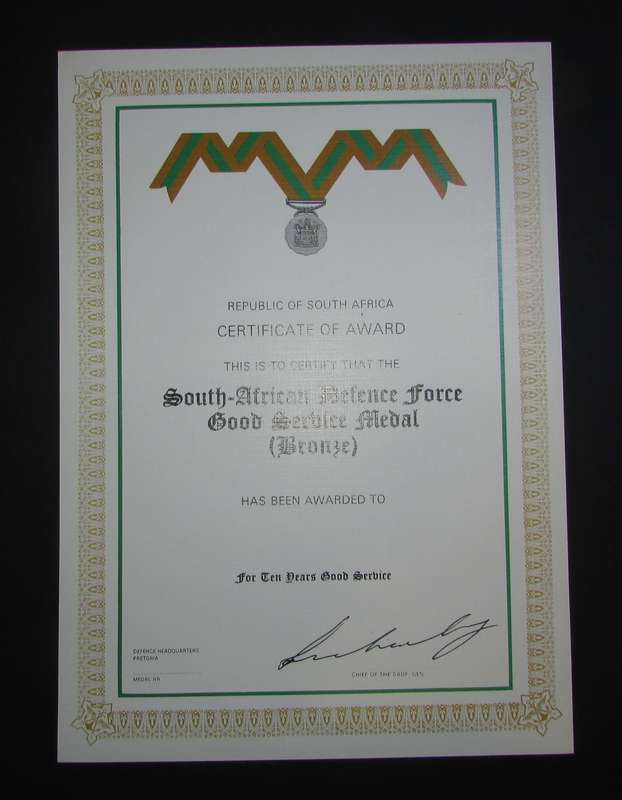 REPUBLIC OF SOUTH AFRICA
CERTIFICATE OF AWARD
THIS IS TO CERTIFY THAT THE
South-African Defence Force
Good Service Medal
(Bronze)
HAS BEEN AWARDED TO
For Ten Years Good Service
DEFENCE HEADQUARTERS
PRETORIA
MEDAL NR
CHIEF OF THE SADF: GEN.